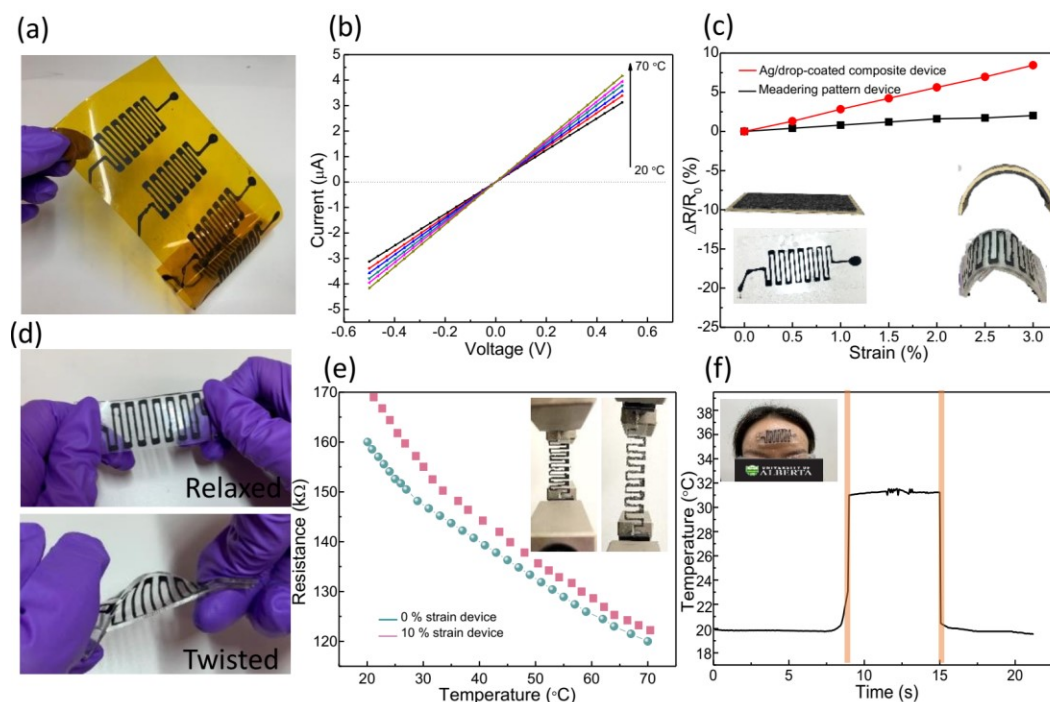 (a)
(b)
5
4
3
2
1
0
-1
-2
-3
-4
-5
Current (µA)
70 °C
20 °C
-0.6
-0.4
-0.2
0.0
0.2
0.4
0.6
Voltage (V)
(c)
10
5
0
-5
-10
-15
-20
-25
ΔR/R0 (%)
Ag/drop-coated composite device
Meadering pattern device
0.0
0.5
1.0
1.5
2.0
2.5
3.0
Strain (%)
(d)
Relaxed
Twisted
(e)
170
160
150
140
130
120
Resistance (kΩ)
0 % strain device
10 % strain device
20
30
40
50
60
70
Temperature (°C)
(f)
38
36
34
31
28
24
22
20
18
Temperature (°C)
UNIVERSITY OF
ALBERTA
0
5
10
15
20
Time (s)